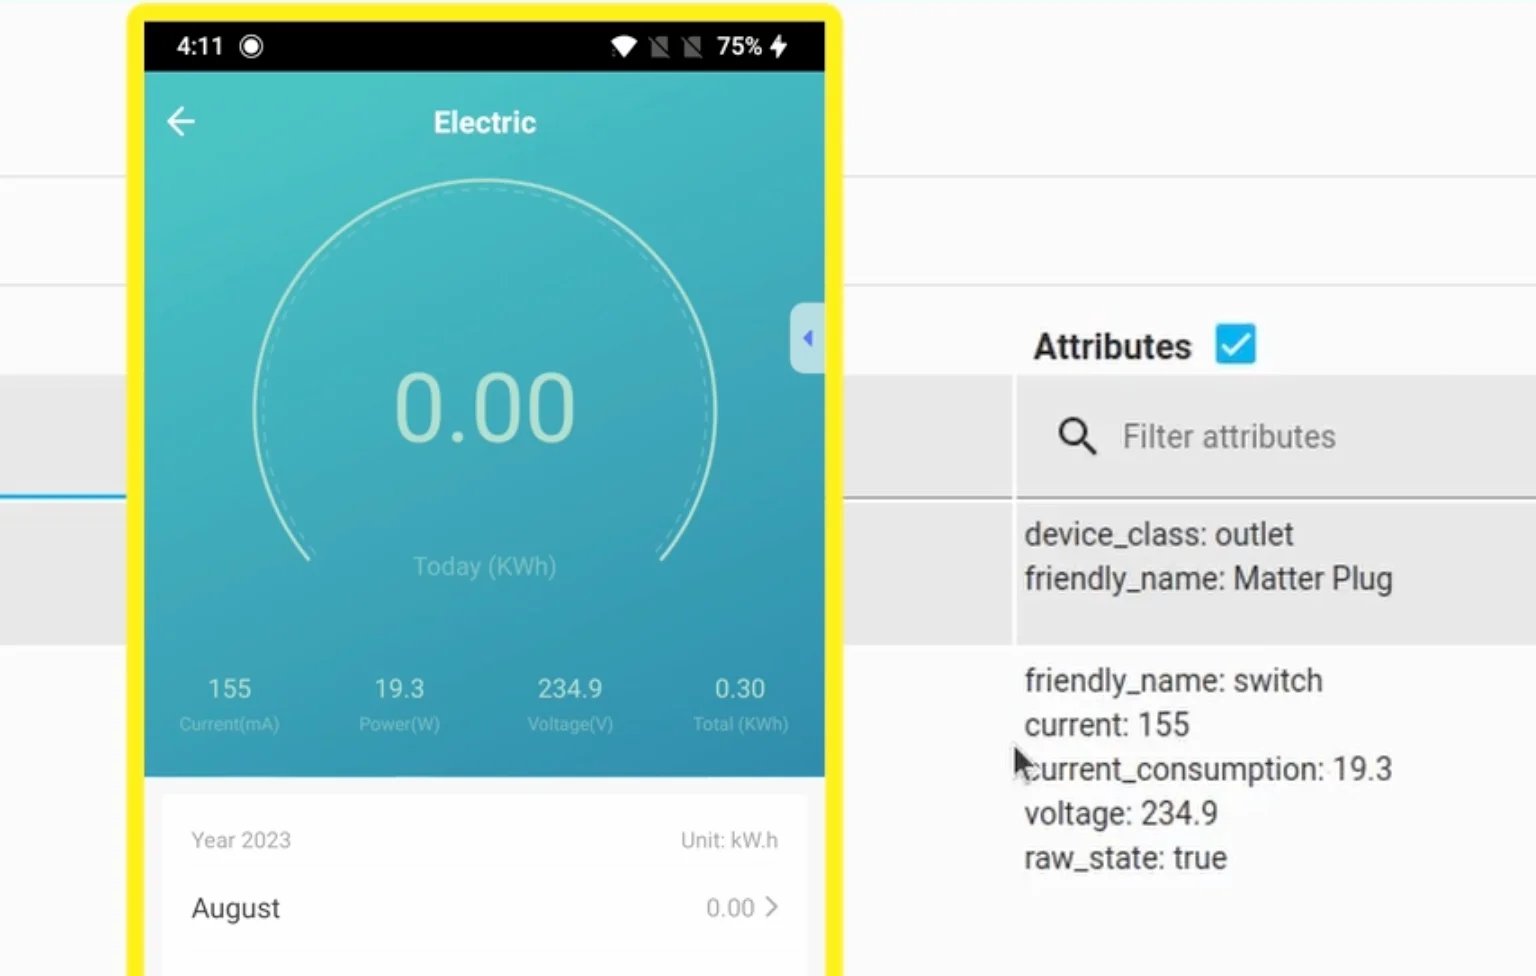 4:11
75%
Electric
0.00
Today (KWh)
155
19.3
234.9
0.30
Current(mA)
Power(W)
Voltage(V)
Total (KWh)
Year 2023
Unit: kW.h
August
0.00
Attributes
Filter attributes
device_class: outlet
friendly_name: Matter Plug
friendly_name: switch
current: 155
current_consumption: 19.3
voltage: 234.9
raw_state: true